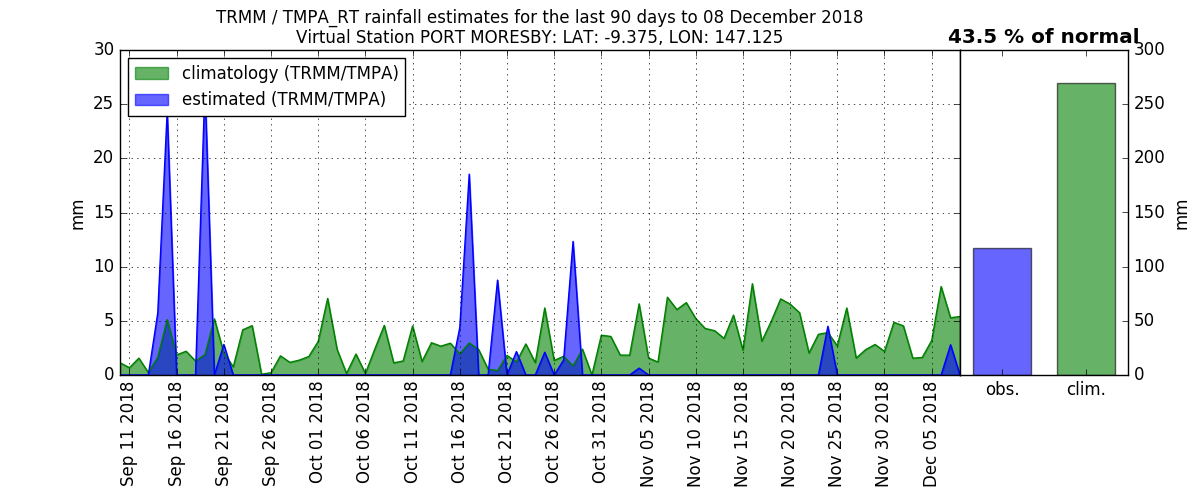 TRMM / TMPA_RT rainfall estimates for the last 90 days to 08 December 2018
Virtual Station PORT MORESBY: LAT: -9.375, LON: 147.125
43.5 % of normal
climatology (TRMM/TMPA)
estimated (TRMM/TMPA)
30
25
20
15
10
5
0
mm
300
250
200
150
100
50
0
mm
Sep 11 2018
Sep 16 2018
Sep 21 2018
Sep 26 2018
Oct 01 2018
Oct 06 2018
Oct 11 2018
Oct 16 2018
Oct 21 2018
Oct 26 2018
Oct 31 2018
Nov 05 2018
Nov 10 2018
Nov 15 2018
Nov 20 2018
Nov 25 2018
Nov 30 2018
Dec 05 2018
obs.
clim.